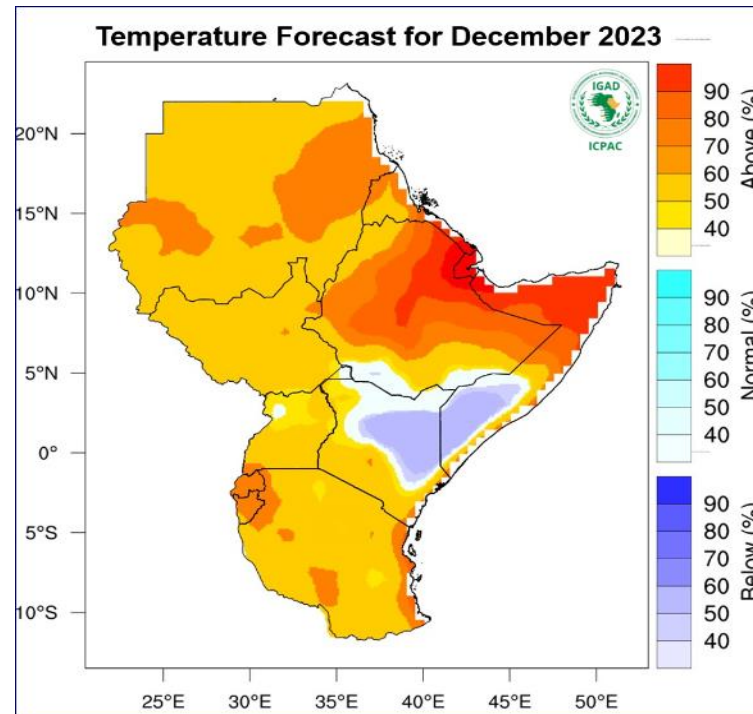 Temperature Forecast for December 2023
IGAD
ICPAC
20°N
15°N
10°N
5°N
0°
5°S
10°S
25°E
30°E
35°E
40°E
45°E
50°E
90
80
70
60
50
40
Above (%)
90
80
70
60
50
40
Normal (%)
90
80
70
60
50
40
Below (%)